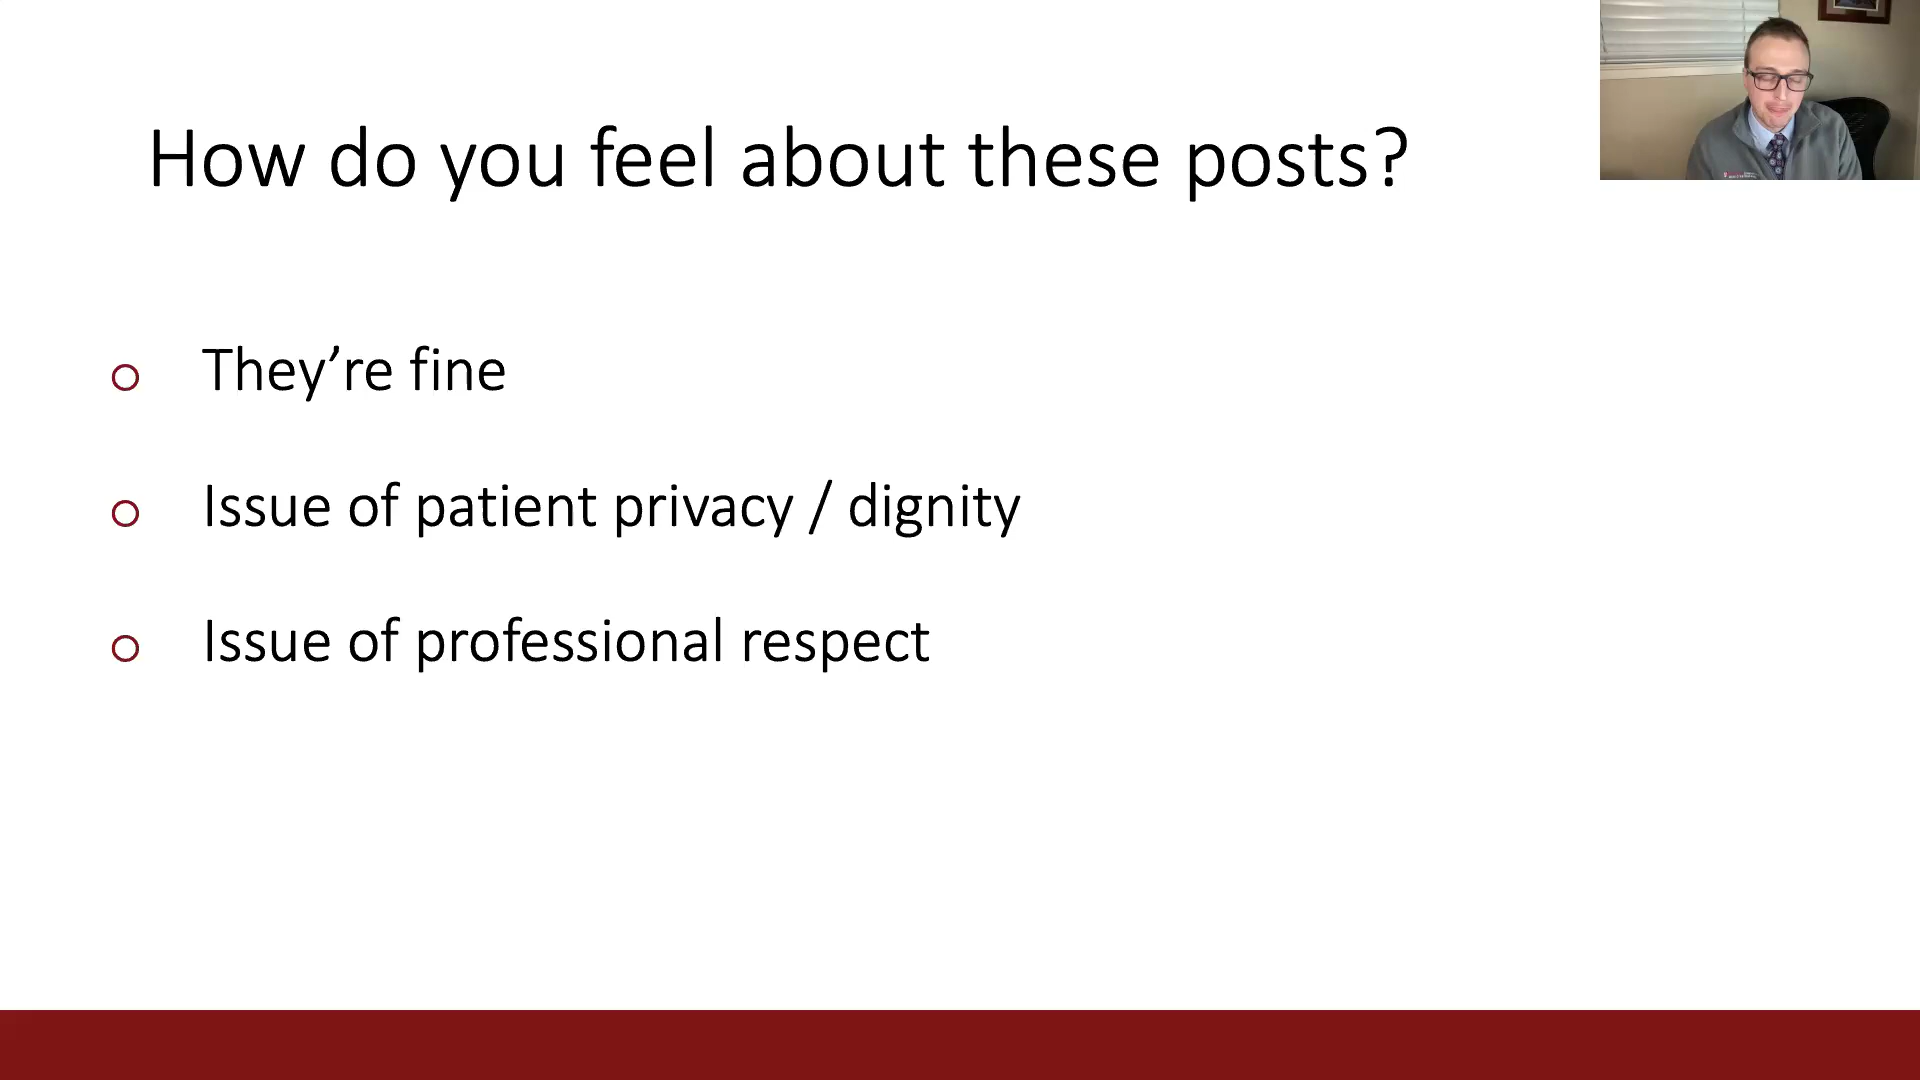 How do you feel about these posts?
They’re fine
Issue of patient privacy / dignity
Issue of professional respect